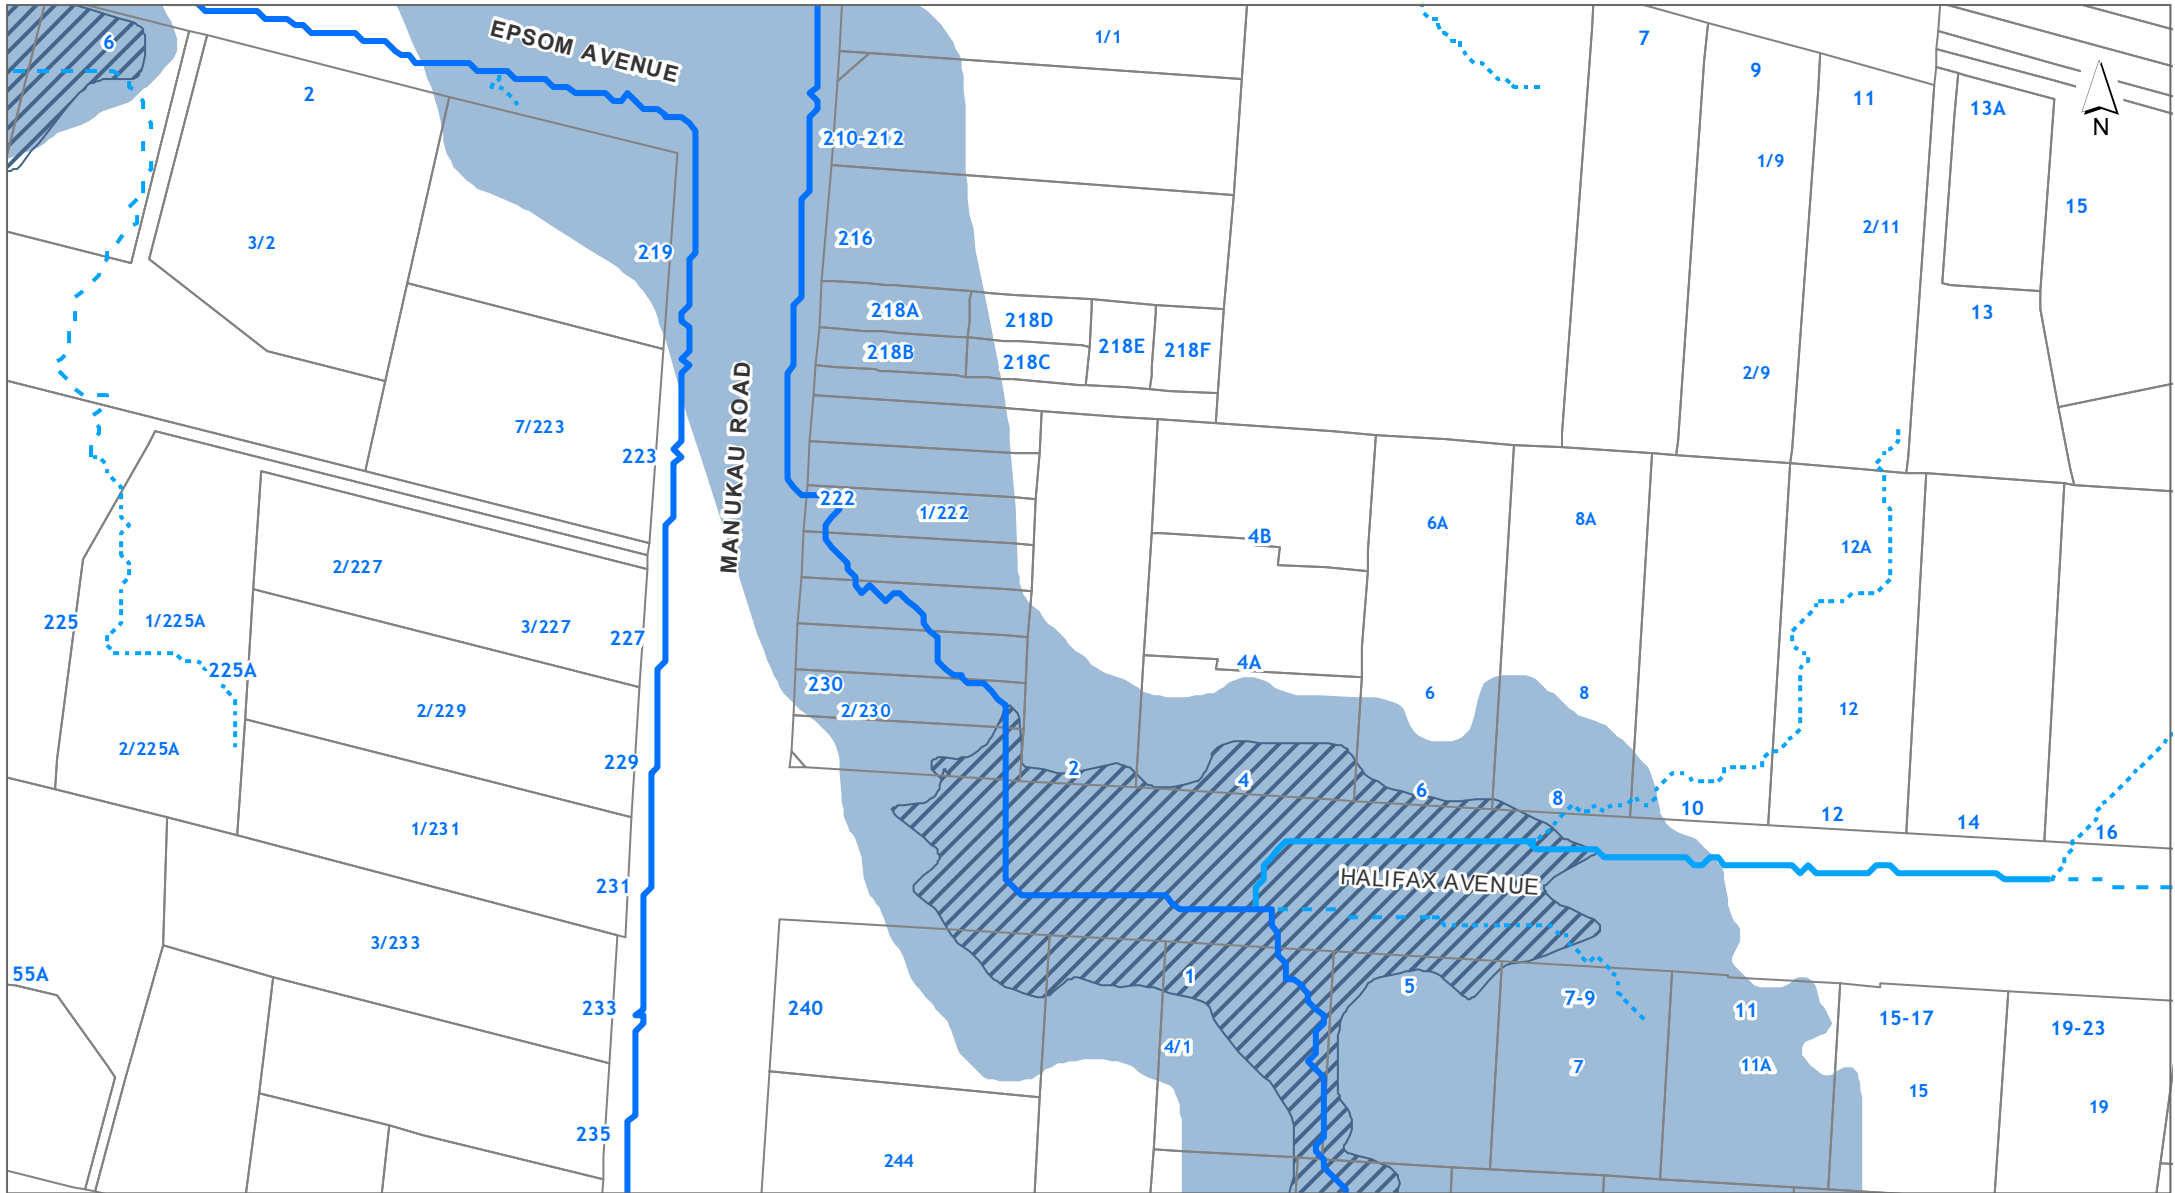 EPSOM AVENUE
1/1
7
6
9
2
11
13A
N
210-212
1/9
15
2/11
216
3/2
219
218A
218D
13
218B
218C
218E
218F
2/9
MANUKAU ROAD
7/223
223
222
1/222
6A
8A
4B
12A
2/227
225
1/225A
3/227
227
225A
4A
230
6
8
2/230
2/229
12
2/225A
229
2
4
6
8
10
12
14
16
1/231
231
HALIFAX AVENUE
3/233
55A
1
5
7-9
240
233
11
15-17
19-23
4/1
7
11A
15
19
235
244